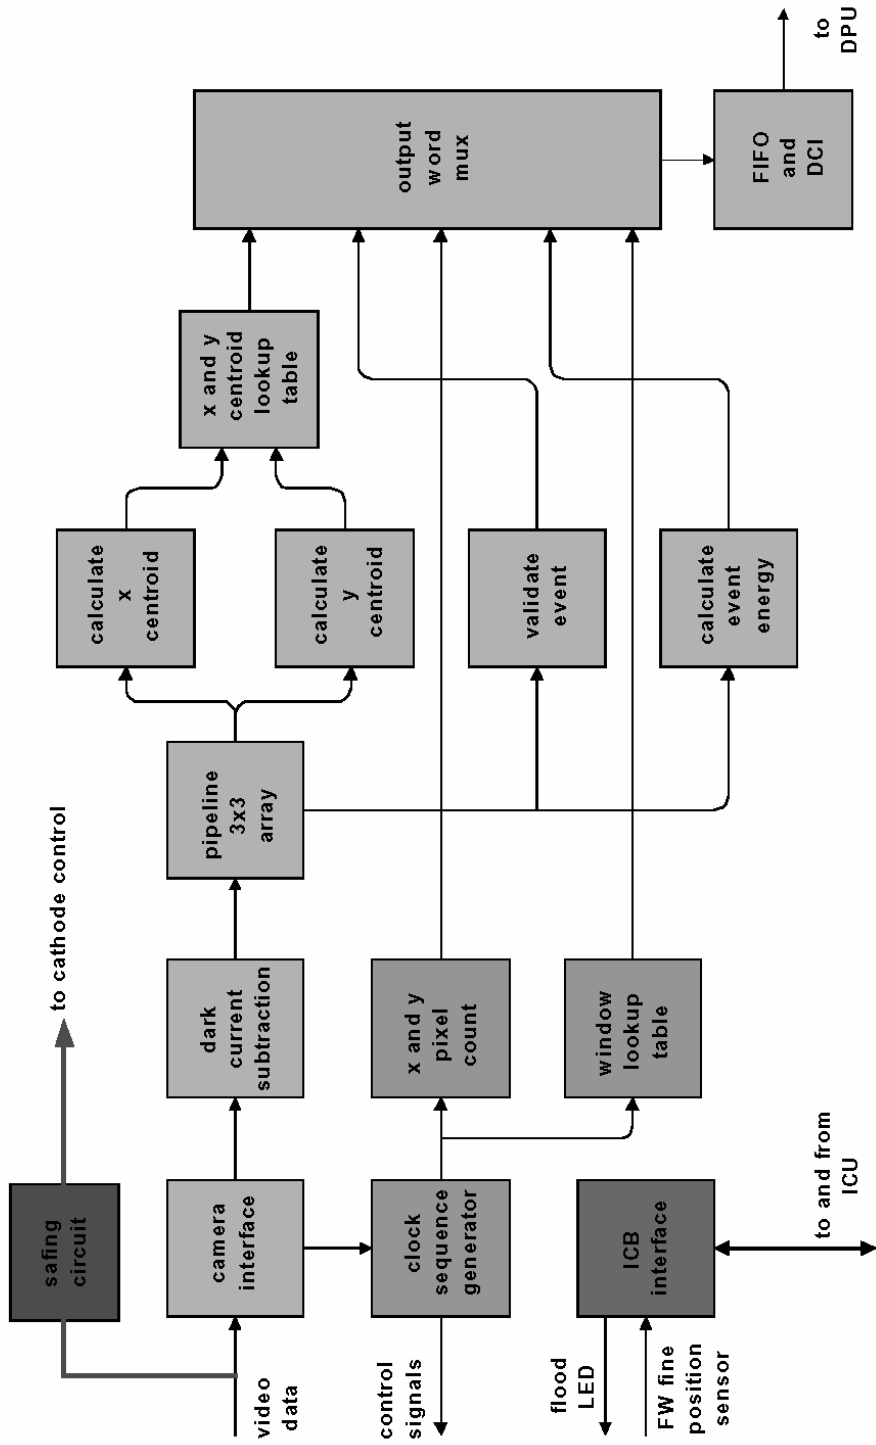 safing
circuit
to cathode control
video
data
camera
interface
dark
current
subtraction
pipeline
3x3
array
calculate
x
centroid
calculate
y
centroid
x and y
centroid
lookup
table
control
signals
clock
sequence
generator
x and y
pixel
count
window
lookup
table
validate
event
calculate
event
energy
output
word
mux
FIFO
and
DCI
to
DPU
flood
LED
FW fine
position
sensor
ICB
interface
to and from
ICU